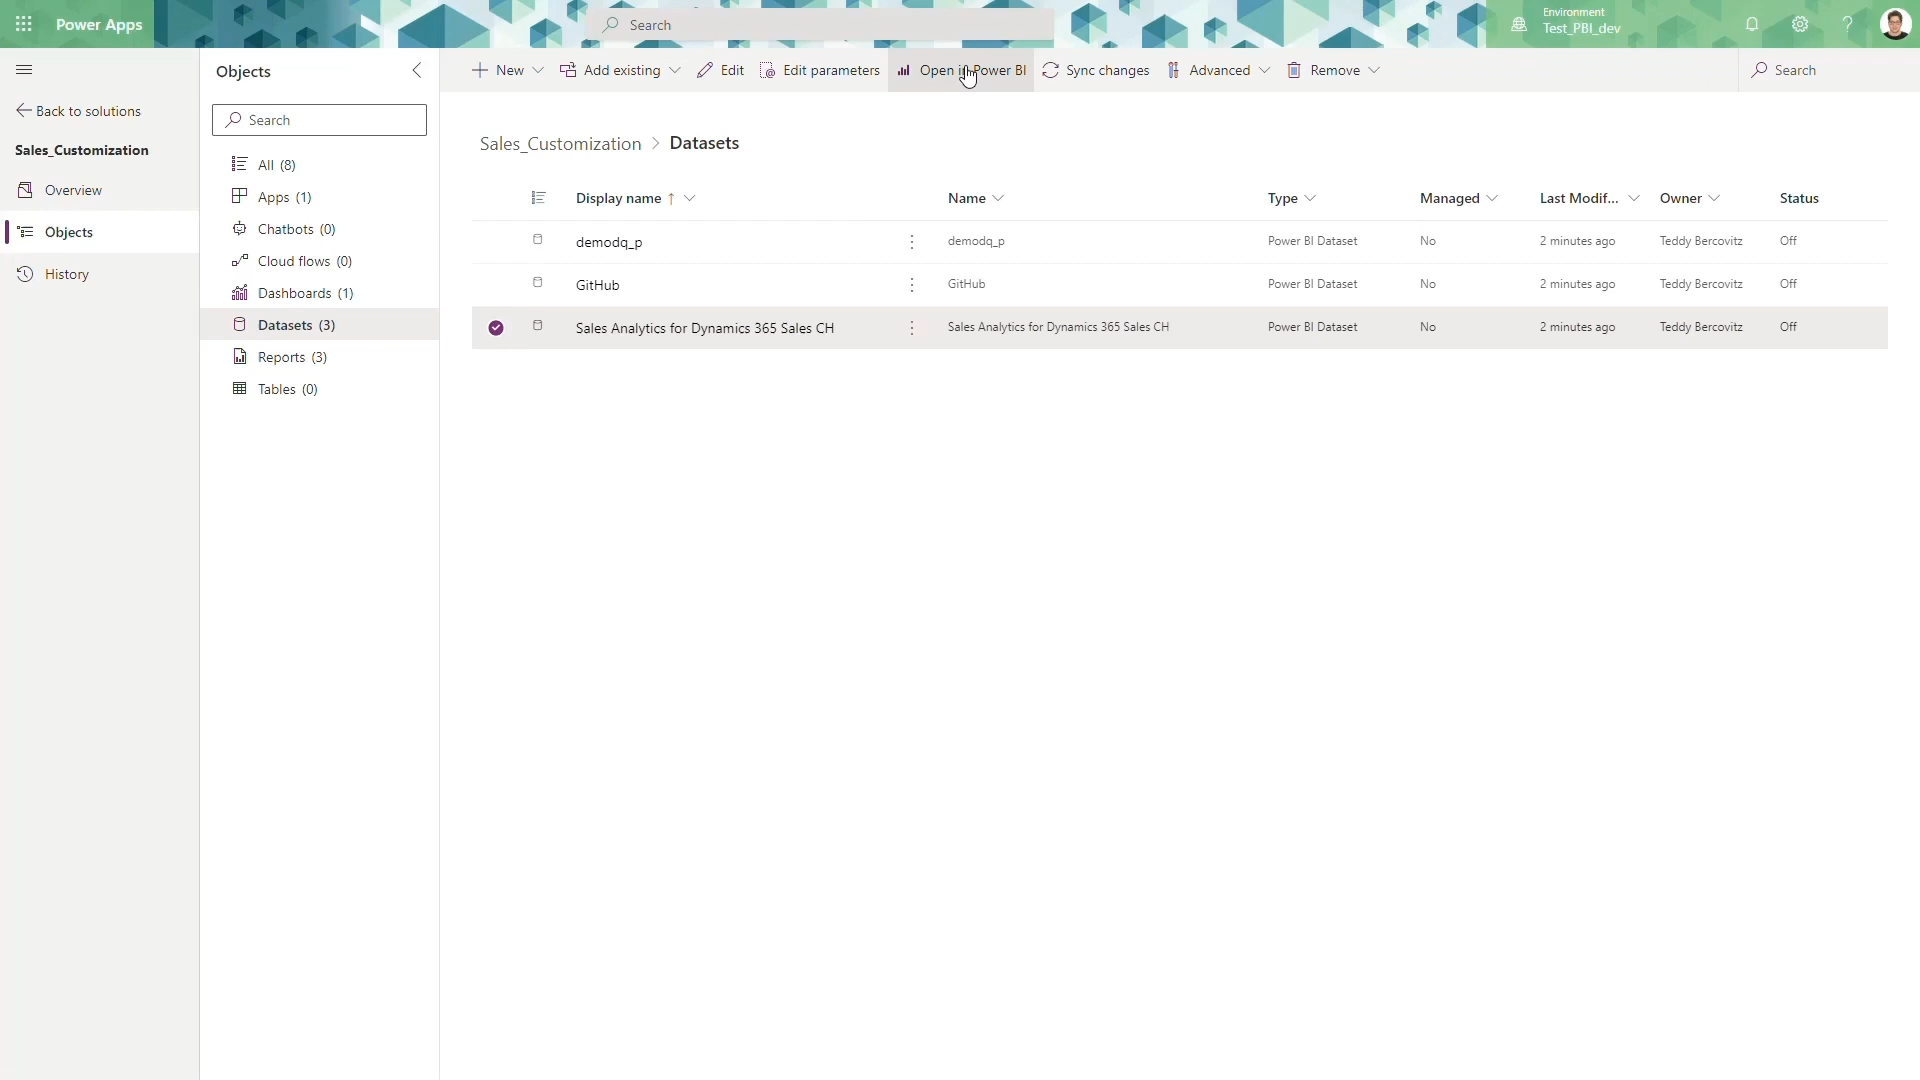 Power Apps
Search
Environment
Test_PBI_dev
?
Objects
New
Add existing
Edit
Edit parameters
Open in Power BI
Sync changes
Advanced
Remove
Search
Back to solutions
Sales_Customization
Overview
Objects
History
Search
All (8)
Apps (1)
Chatbots (0)
Cloud flows (0)
Dashboards (1)
Datasets (3)
Reports (3)
Tables (0)
Sales_Customization > Datasets
Display name ↑ Name Type Managed Last Modif... Owner Status
demodq_p demodq_p Power BI Dataset No 2 minutes ago Teddy Bercovitz Off
GitHub GitHub Power BI Dataset No 2 minutes ago Teddy Bercovitz Off
Sales Analytics for Dynamics 365 Sales CH Sales Analytics for Dynamics 365 Sales CH Power BI Dataset No 2 minutes ago Teddy Bercovitz Off